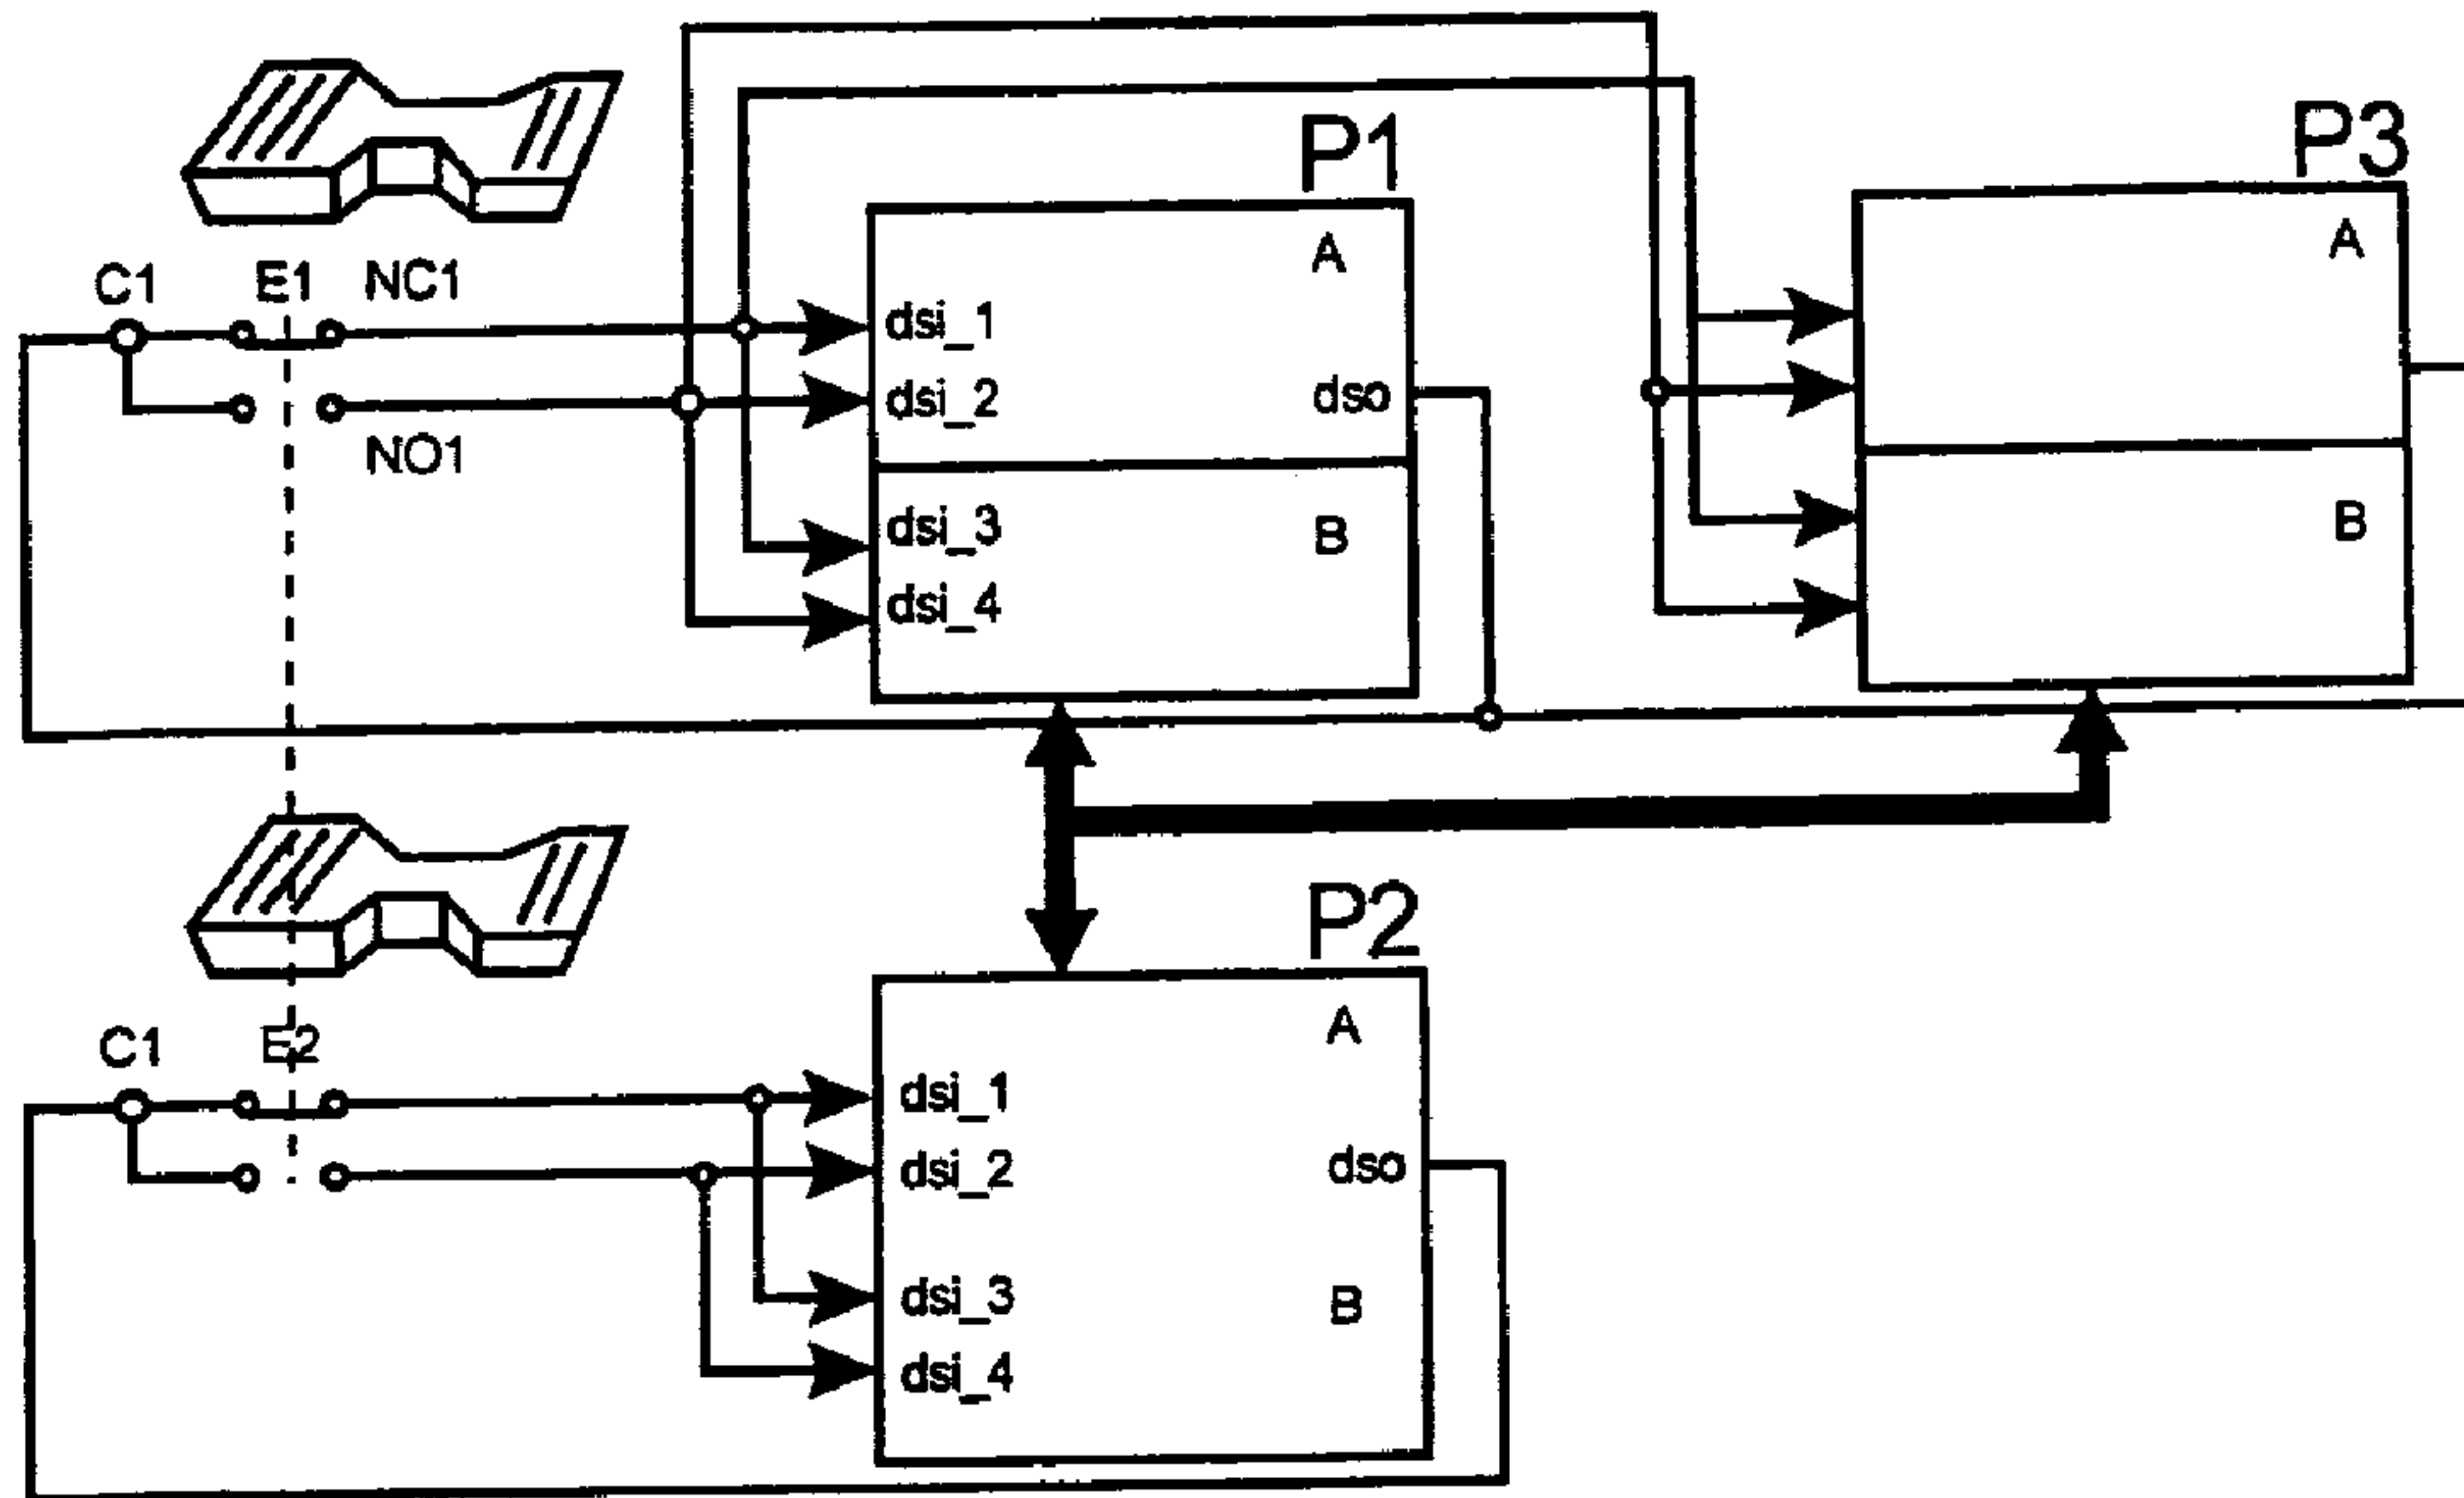 P1
P3
A
A
C1
E1
NC1
dsi_1
dsi_2
dso
NO1
dsi_3
B
B
dsi_4
P2
A
C1
E2
dsi_1
dsi_2
dso
dsi_3
B
dsi_4